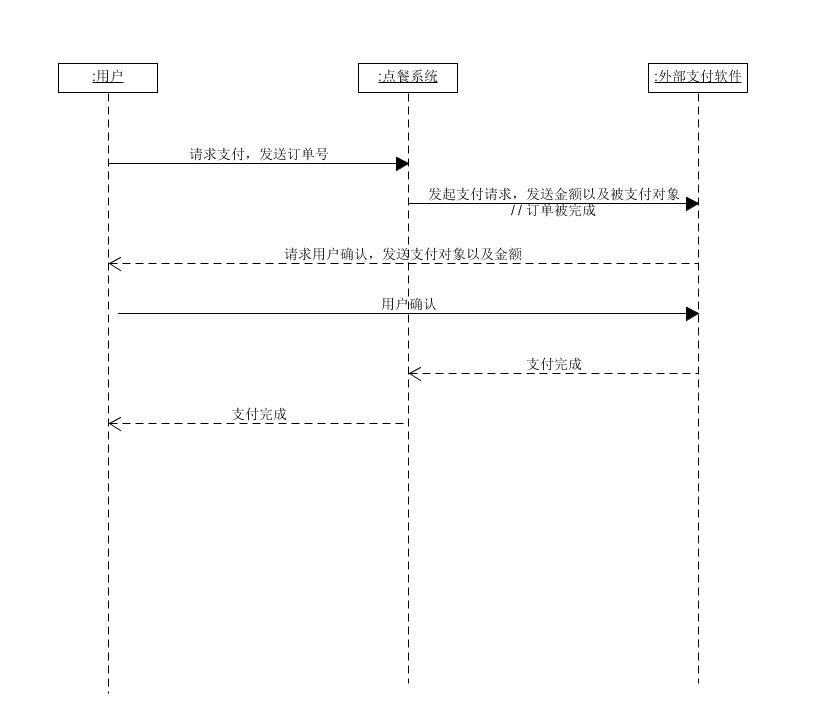 :用户
:点餐系统
:外部支付软件
请求支付，发送订单号
发起支付请求，发送金额以及被支付对象
//订单被完成
请求用户确认，发送支付对象以及金额
用户确认
支付完成
支付完成